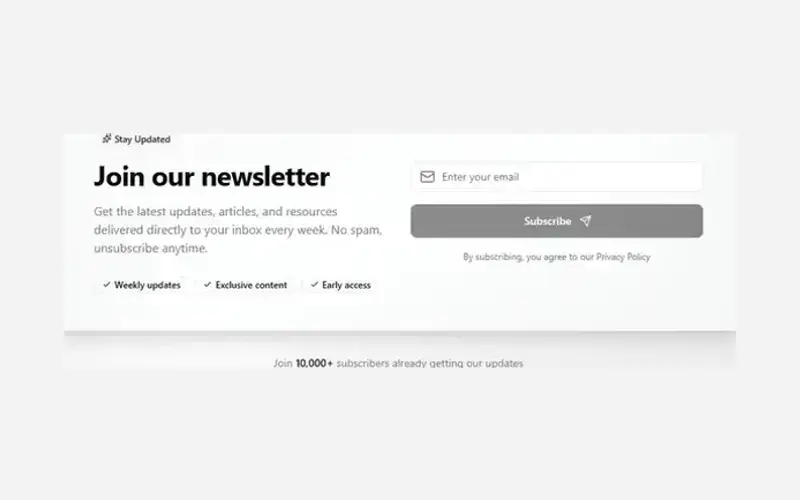 Stay Updated
Join our newsletter
Get the latest updates, articles, and resources
delivered directly to your inbox every week. No spam,
unsubscribe anytime.
Weekly updates
Exclusive content
Early access
Enter your email
Subscribe
By subscribing, you agree to our Privacy Policy
Join 10,000+ subscribers already getting our updates